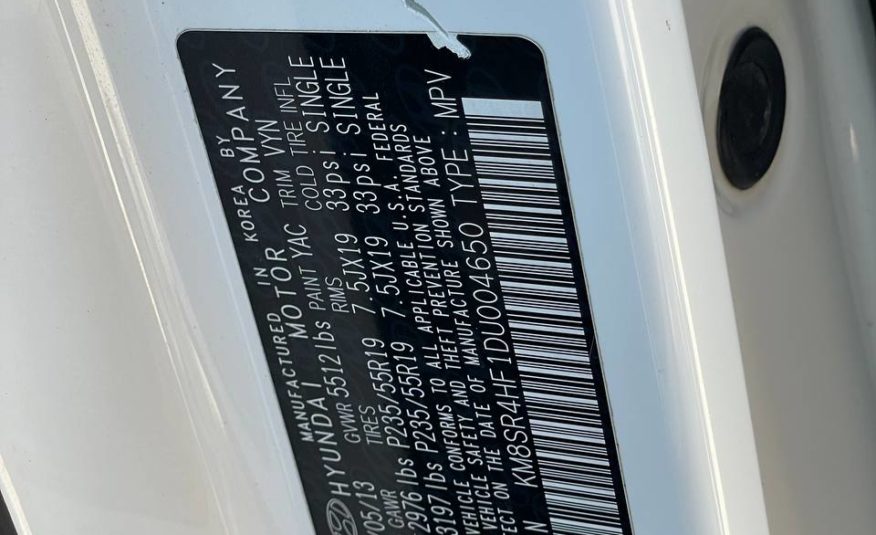 MANUFACTURED IN KOREA BY
HYUNDAI MOTOR COMPANY
/05/13 GVWR 5512lbs PAINT YAC TRIM VYN
GAWR TIRES RIMS COLD TIRE INFL
2976 lbs P235/55R19 7.5JX19 33psi SINGLE
3197 lbs P235/55R19 7.5JX19 33psi SINGLE
VEHICLE CONFORMS TO ALL APPLICABLE U.S.A. FEDERAL
VEHICLE SAFETY AND THEFT PREVENTION STANDARDS
ECT ON THE DATE OF MANUFACTURE SHOWN ABOVE
N KM8SR4HF1DU004650 TYPE: MPV